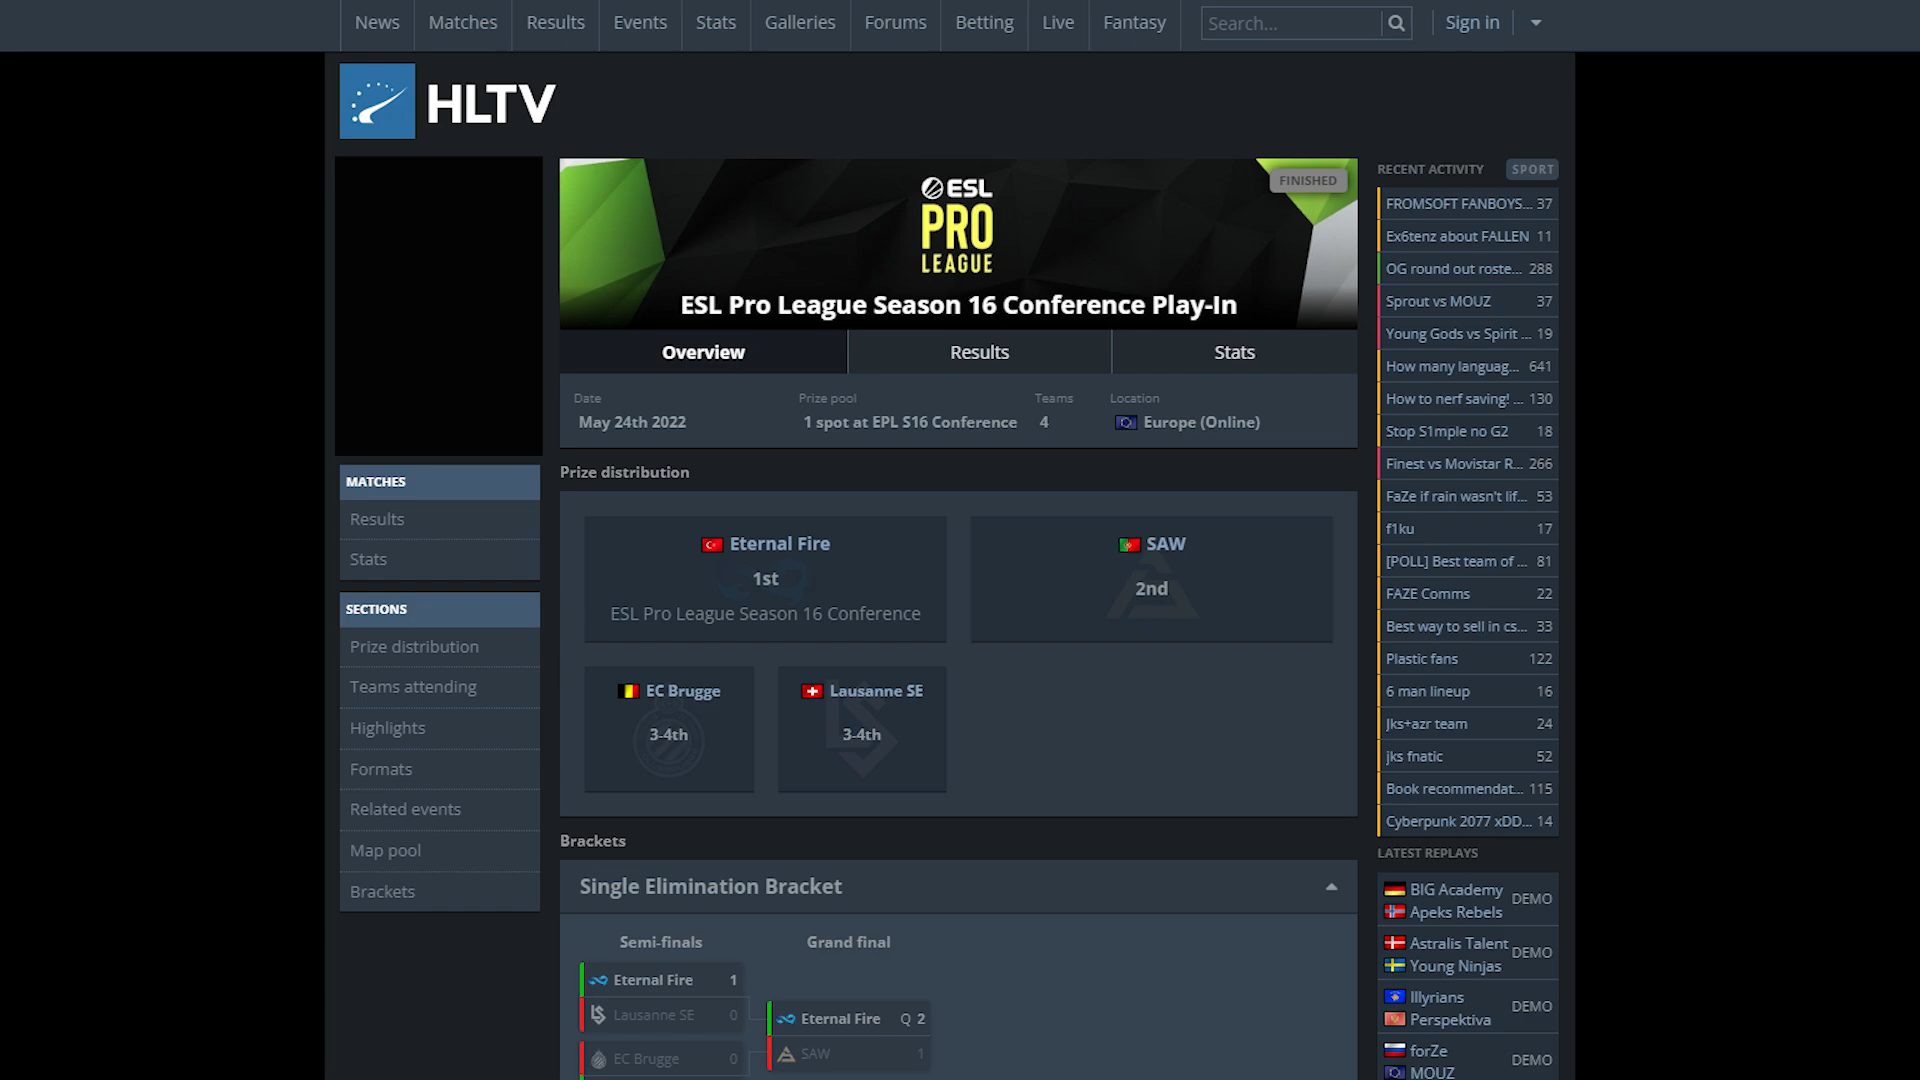 News
Matches
Results
Events
Stats
Galleries
Forums
Betting
Live
Fantasy
Search...
Sign in
HLTV
ESL
PRO
LEAGUE
FINISHED
ESL Pro League Season 16 Conference Play-In
Overview
Results
Stats
Date
May 24th 2022
Prize pool
1 spot at EPL S16 Conference
Teams
4
Location
Europe (Online)
MATCHES
Results
Stats
SECTIONS
Prize distribution
Teams attending
Highlights
Formats
Related events
Map pool
Brackets
Prize distribution
Eternal Fire
1st
ESL Pro League Season 16 Conference
SAW
2nd
EC Brugge
3-4th
Lausanne SE
3-4th
Brackets
Single Elimination Bracket
Semi-finals
Grand final
Eternal Fire 1
Lausanne SE 0
EC Brugge 0
Eternal Fire Q 2
SAW 1
RECENT ACTIVITY
SPORT
FROMSOFT FANBOYS... 37
Ex6tenz about FALLEN 11
OG round out roste... 288
Sprout vs MOUZ 37
Young Gods vs Spirit ... 19
How many languag... 641
How to nerf saving! ... 130
Stop S1mple no G2 18
Finest vs Movistar R... 266
FaZe if rain wasn't lif... 53
f1ku 17
[POLL] Best team of ... 81
FAZE Comms 22
Best way to sell in cs... 33
Plastic fans 122
6 man lineup 16
Jks+azr team 24
jks fnatic 52
Book recommendat... 115
Cyberpunk 2077 xDD... 14
LATEST REPLAYS
BIG Academy
Apeks Rebels
DEMO
Astralis Talent
Young Ninjas
DEMO
Illyrians
Perspektiva
DEMO
forZe
MOUZ
DEMO